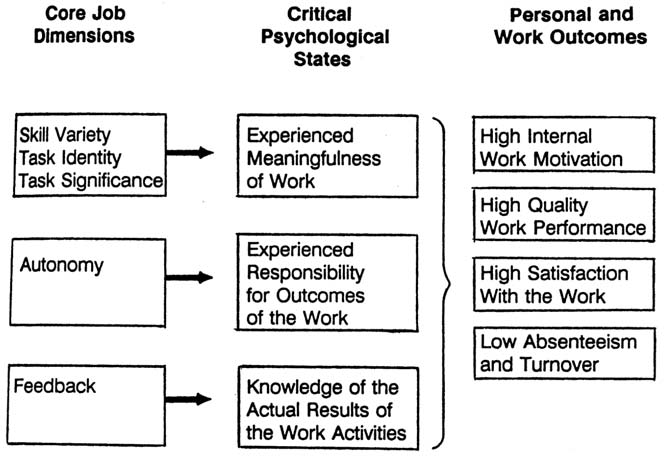 Core Job
Dimensions
Critical
Psychological
States
Personal and
Work Outcomes
Skill Variety
Task Identity
Task Significance
Experienced
Meaningfulness
of Work
High Internal
Work Motivation
High Quality
Work Performance
Autonomy
Experienced
Responsibility
for Outcomes
of the Work
High Satisfaction
With the Work
Low Absenteeism
and Turnover
Feedback
Knowledge of the
Actual Results of
the Work Activities